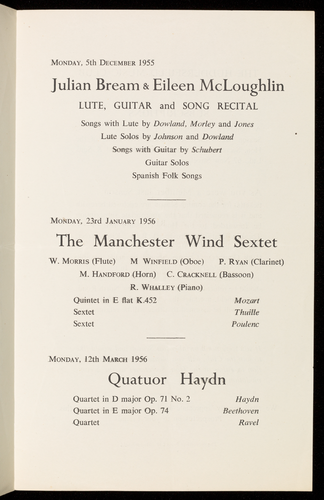 MONDAY, 5th DECEMBER 1955
Julian Bream & Eileen McLoughlin
LUTE, GUITAR and SONG RECITAL
Songs with Lute by Dowland, Morley and Jones
Lute Solos by Johnson and Dowland
Songs with Guitar by Schubert
Guitar Solos
Spanish Folk Songs
MONDAY, 23rd JANUARY 1956
The Manchester Wind Sextet
W. MORRIS (Flute) M WINFIELD (Oboe) P. RYAN (Clarinet)
M. HANDFORD (Horn) C. CRACKNELL (Bassoon)
R. WHALLEY (Piano)
Quintet in E flat K.452 Mozart
Sextet Thuille
Sextet Poulenc
MONDAY, 12th MARCH 1956
Quatuor Haydn
Quartet in D major Op. 71 No. 2 Haydn
Quartet in E major Op. 74 Beethoven
Quartet Ravel